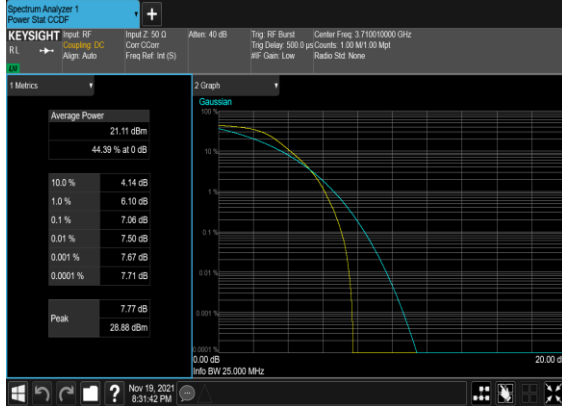 Spectrum Analyzer 1
Power Stat CCDF
KEYSIGHT
Input: RF
Input Z: 50 Ω
Atten: 40 dB
Trig: RF Burst
Center Freq: 3.710010000 GHz
Coupling: DC
Corr CCorr
Trig Delay: 500.0 µs
Counts: 1.00 M/1.00 Mpt
R L
Align: Auto
Freq Ref: Int (S)
#IF Gain: Low
Radio Std: None
1 Metrics
Average Power
21.11 dBm
44.39 % at 0 dB
10.0 %
4.14 dB
1.0 %
6.10 dB
0.1 %
7.06 dB
0.01 %
7.50 dB
0.001 %
7.67 dB
0.0001 %
7.71 dB
Peak
7.77 dB
28.88 dBm
2 Graph
Gaussian
100 %
10 %
1 %
0.1 %
0.01 %
0.001 %
0.0001 %
0.00 dB
20.00 d
Info BW 25.000 MHz
?
Nov 19, 2021
8:31:42 PM